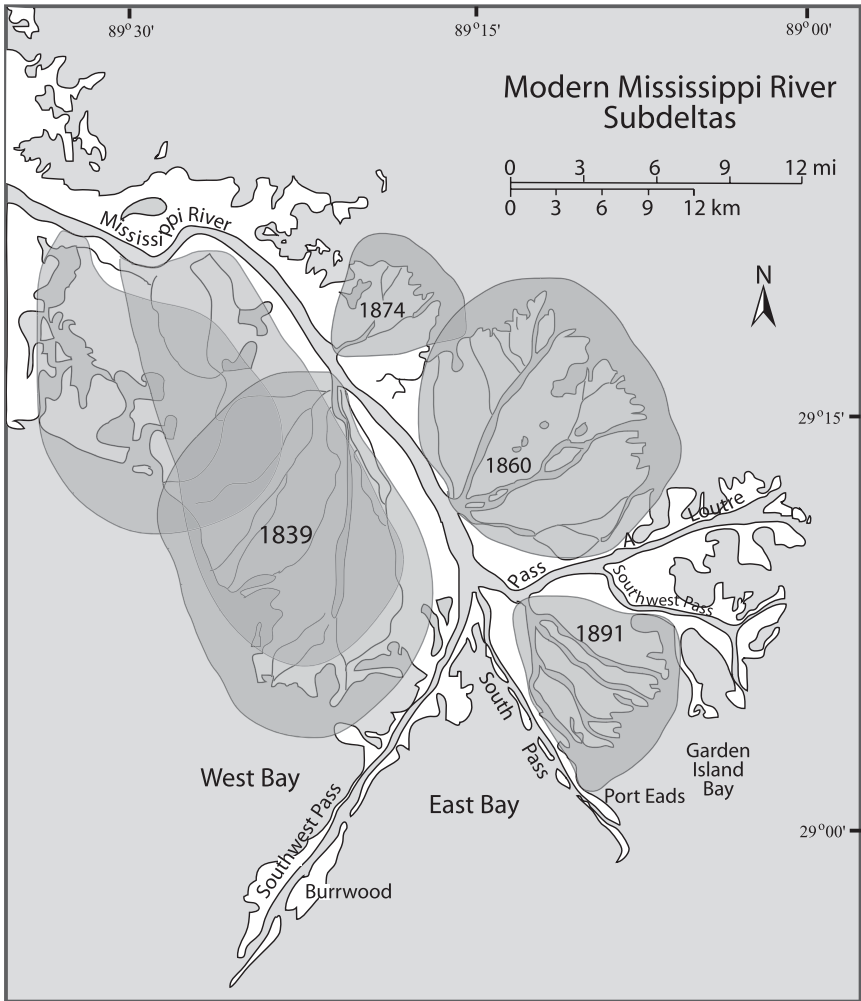 89°30'
89°15'
89°00'
Modern Mississippi River
Subdeltas
0 3 6 9 12 mi
0 3 6 9 12 km
Mississippi River
N
1874
29°15'
1860
1839
Pass A Loutre
Southwest Pass
1891
South Pass
Garden
Island
Bay
West Bay
East Bay
Port Eads
29°00'
Southwest Pass
Burrwood